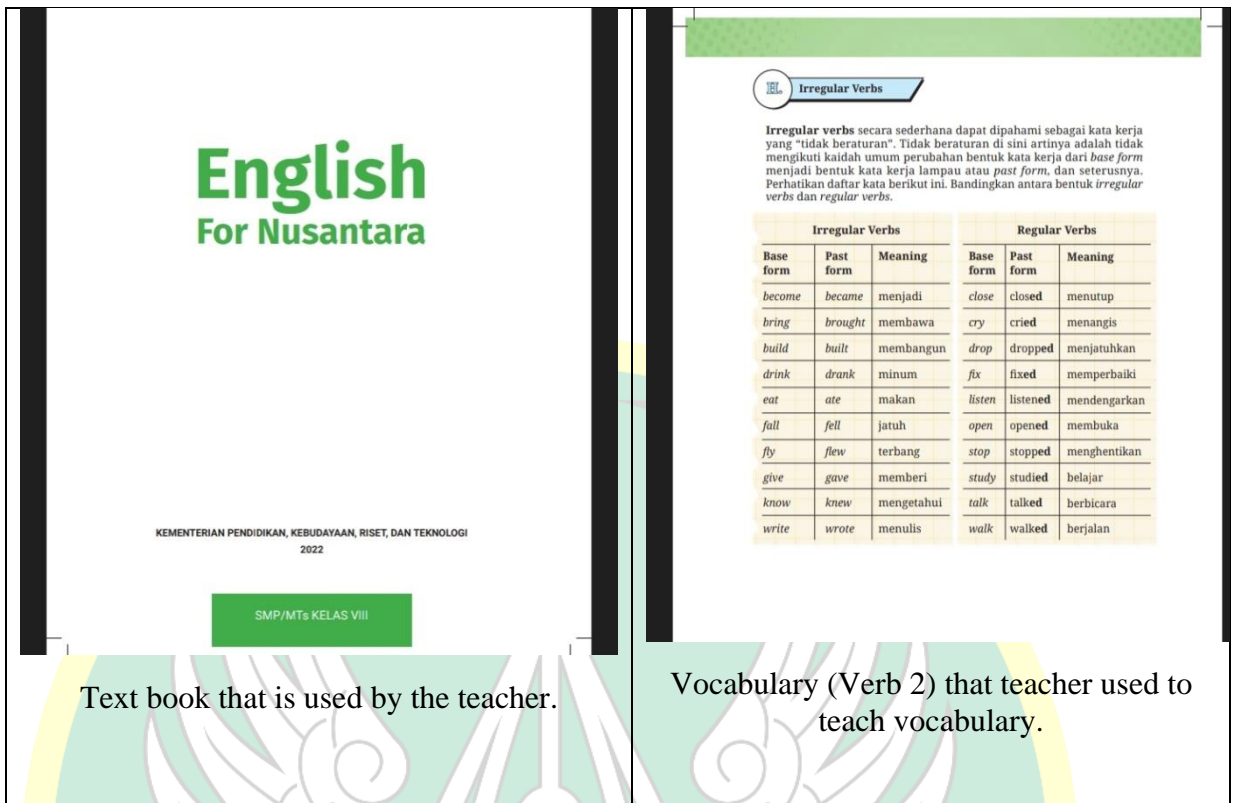 English
For Nusantara
KEMENTERIAN PENDIDIKAN, KEBUDAYAAN, RISET, DAN TEKNOLOGI
2022
SMP/MTs KELAS VIII
Text book that is used by the teacher.
H. Irregular Verbs
Irregular verbs secara sederhana dapat dipahami sebagai kata kerja
yang "tidak beraturan". Tidak beraturan di sini artinya adalah tidak
mengikuti kaidah umum perubahan bentuk kata kerja dari base form
menjadi bentuk kata kerja lampau atau past form, dan seterusnya.
Perhatikan daftar kata berikut ini. Bandingkan antara bentuk irregular
verbs dan regular verbs.
Irregular Verbs Regular Verbs
Base form Past form Meaning Base form Past form Meaning
become became menjadi close closed menutup
bring brought membawa cry cried menangis
build built membangun drop dropped menjatuhkan
drink drank minum fix fixed memperbaiki
eat ate makan listen listened mendengarkan
fall fell jatuh open opened membuka
fly flew terbang stop stopped menghentikan
give gave memberi study studied belajar
know knew mengetahui talk talked berbicara
write wrote menulis walk walked berjalan
Vocabulary (Verb 2) that teacher used to
teach vocabulary.